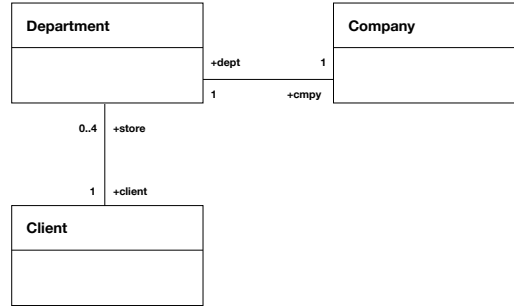 Department
Company
+dept 1
1 +cmpy
0..4 +store
1 +client
Client